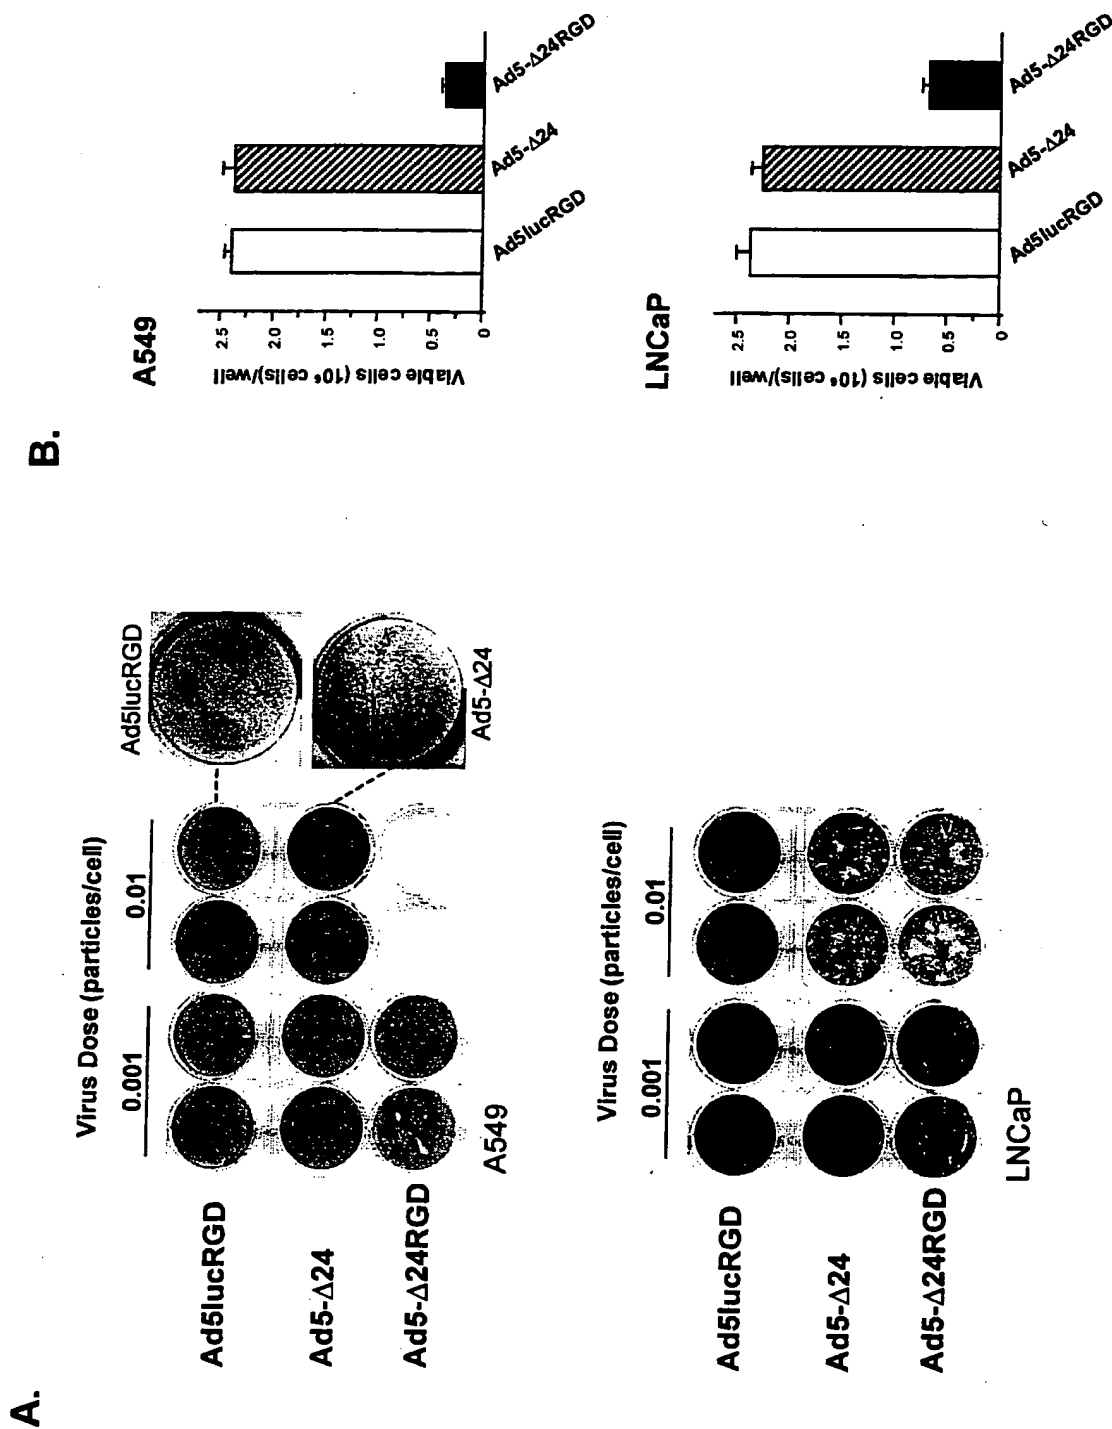 A.
Virus Dose (particles/cell)
0.001
0.01
Ad5lucRGD
Ad5-Δ24
Ad5-Δ24RGD
A549
Ad5lucRGD
Ad5-Δ24
Virus Dose (particles/cell)
0.001
0.01
Ad5lucRGD
Ad5-Δ24
Ad5-Δ24RGD
LNCaP
B.
A549
Viable cells (10⁶ cells)/well
2.5
2.0
1.5
1.0
0.5
0
Ad5lucRGD
Ad5-Δ24
Ad5-Δ24RGD
LNCaP
Viable cells (10⁶ cells)/well
2.5
2.0
1.5
1.0
0.5
0
Ad5lucRGD
Ad5-Δ24
Ad5-Δ24RGD